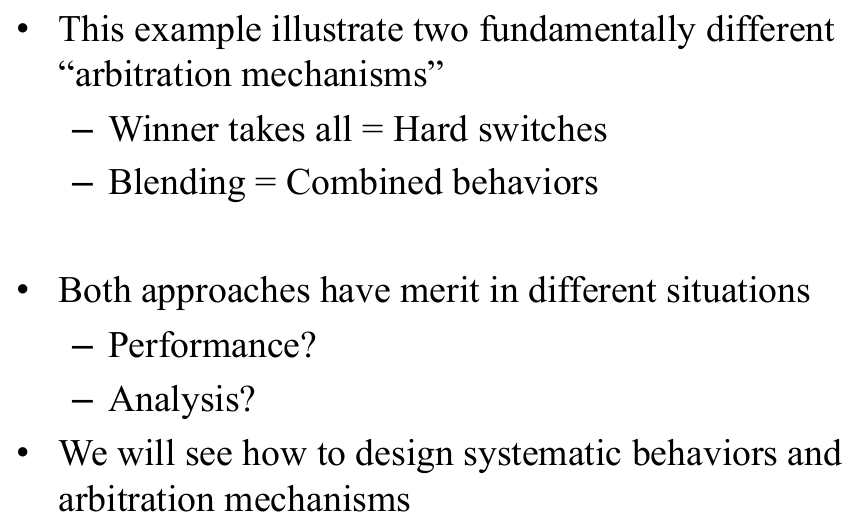 • This example illustrate two fundamentally different
“arbitration mechanisms”
– Winner takes all = Hard switches
– Blending = Combined behaviors
• Both approaches have merit in different situations
– Performance?
– Analysis?
• We will see how to design systematic behaviors and
arbitration mechanisms